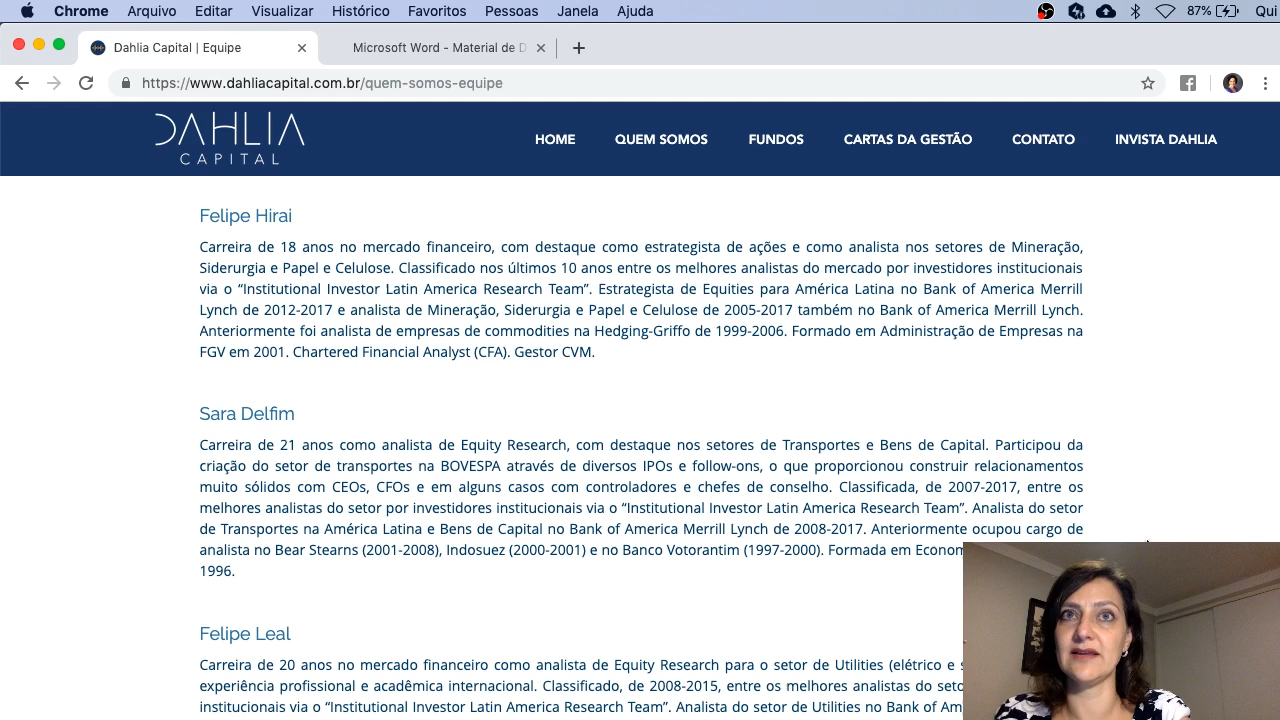 Chrome Arquivo Editar Visualizar Histórico Favoritos Pessoas Janela Ajuda 87% Qui
Dahlia Capital | Equipe
Microsoft Word - Material de D
https://www.dahliacapital.com.br/quem-somos-equipe
DAHLIA
CAPITAL
HOME QUEM SOMOS FUNDOS CARTAS DA GESTÃO CONTATO INVISTA DAHLIA
Felipe Hirai
Carreira de 18 anos no mercado financeiro, com destaque como estrategista de ações e como analista nos setores de Mineração,
Siderurgia e Papel e Celulose. Classificado nos últimos 10 anos entre os melhores analistas do mercado por investidores institucionais
via o “Institutional Investor Latin America Research Team”. Estrategista de Equities para América Latina no Bank of America Merrill
Lynch de 2012-2017 e analista de Mineração, Siderurgia e Papel e Celulose de 2005-2017 também no Bank of America Merrill Lynch.
Anteriormente foi analista de empresas de commodities na Hedging-Griffo de 1999-2006. Formado em Administração de Empresas na
FGV em 2001. Chartered Financial Analyst (CFA). Gestor CVM.
Sara Delfim
Carreira de 21 anos como analista de Equity Research, com destaque nos setores de Transportes e Bens de Capital. Participou da
criação do setor de transportes na BOVESPA através de diversos IPOs e follow-ons, o que proporcionou construir relacionamentos
muito sólidos com CEOs, CFOs e em alguns casos com controladores e chefes de conselho. Classificada, de 2007-2017, entre os
melhores analistas do setor por investidores institucionais via o “Institutional Investor Latin America Research Team”. Analista do setor
de Transportes na América Latina e Bens de Capital no Bank of America Merrill Lynch de 2008-2017. Anteriormente ocupou cargo de
analista no Bear Stearns (2001-2008), Indosuez (2000-2001) e no Banco Votorantim (1997-2000). Formada em Econom
1996.
Felipe Leal
Carreira de 20 anos no mercado financeiro como analista de Equity Research para o setor de Utilities (elétrico e s
experiência profissional e acadêmica internacional. Classificado, de 2008-2015, entre os melhores analistas do seto
institucionais via o “Institutional Investor Latin America Research Team”. Analista do setor de Utilities no Bank of Am